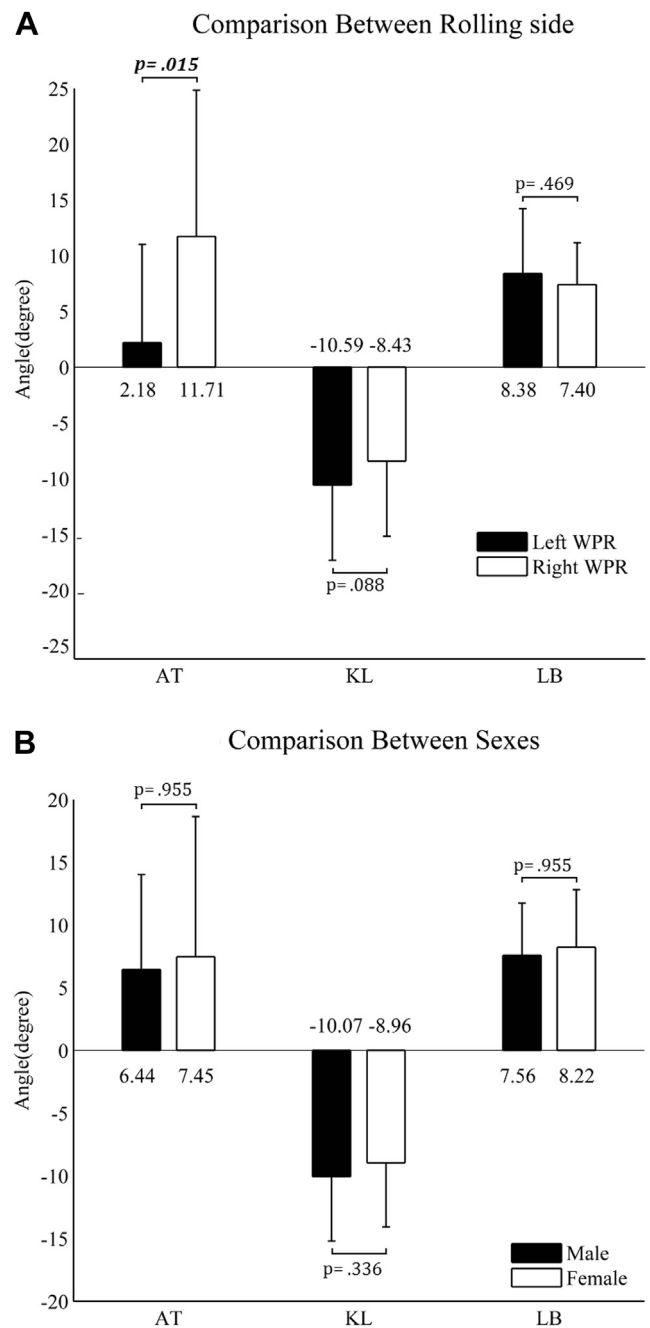 A Comparison Between Rolling side
p= .015
25
20
p= .469
15
10
5
-10.59 -8.43
0
2.18 11.71
8.38 7.40
-5
-10
-15
Left WPR
Right WPR
p= .088
-20
-25
AT KL LB
Angle(degree)
B Comparison Between Sexes
p= .955
20
15
p= .955
10
5
-10.07 -8.96
0
6.44 7.45
7.56 8.22
-5
-10
-15
Male
p= .336
Female
-20
AT KL LB
Angle(degree)